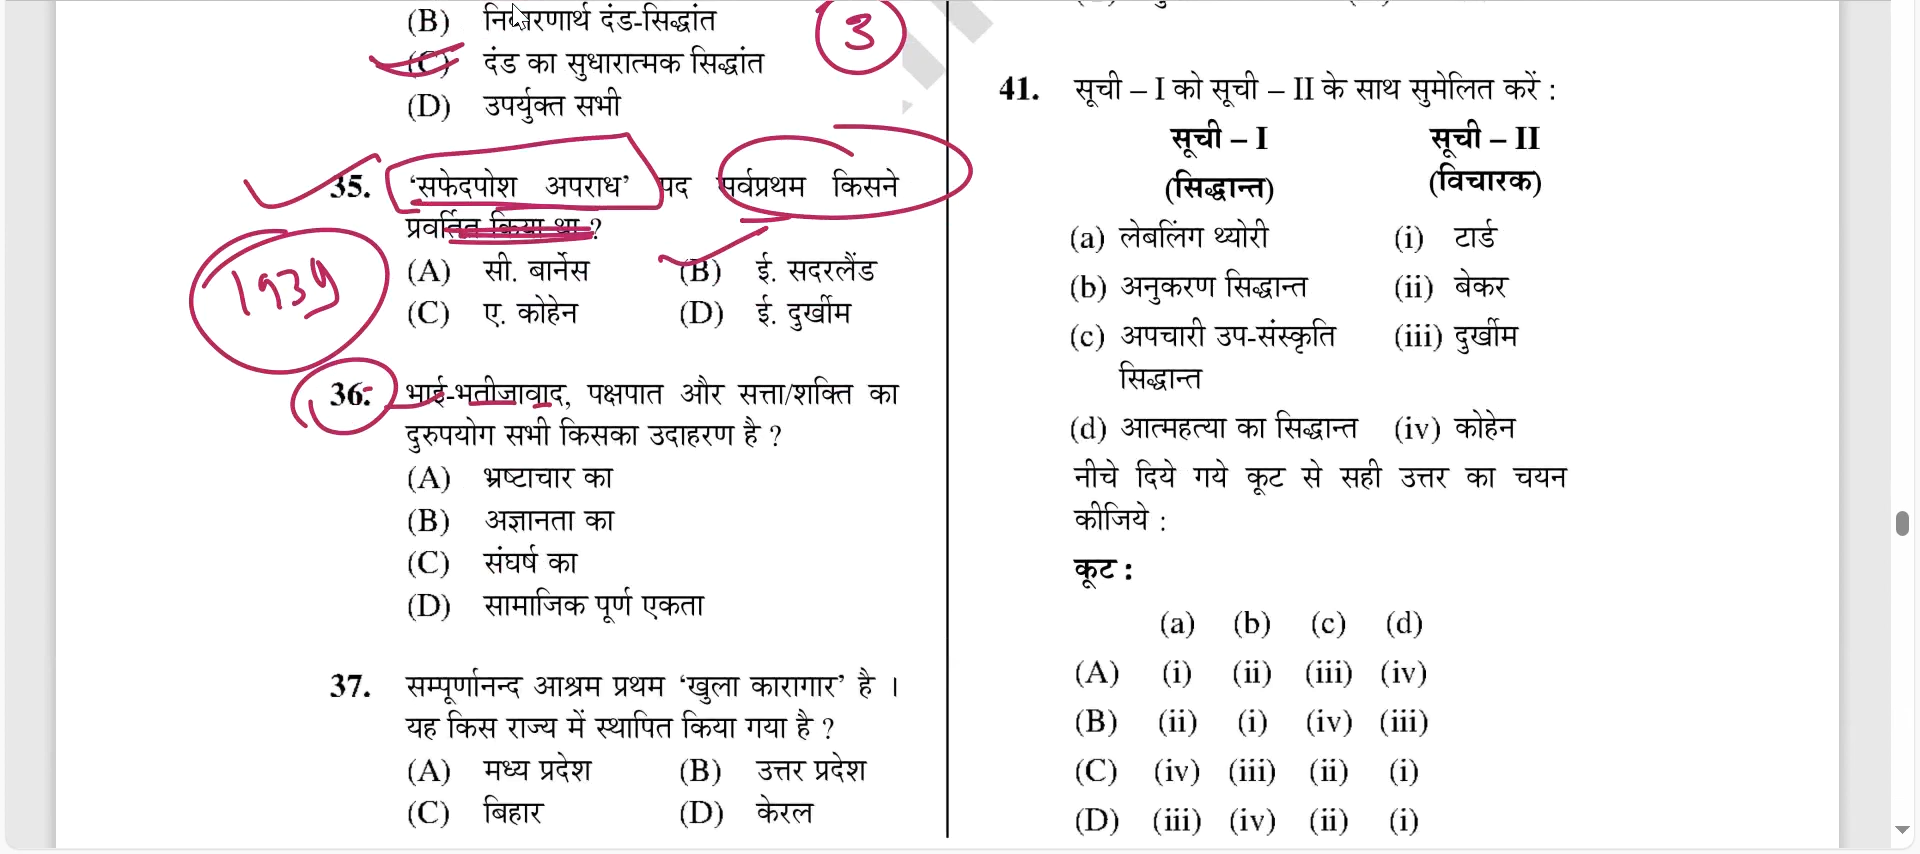 (B) निवारणार्थ दंड-सिद्धांत
3
(C) दंड का सुधारात्मक सिद्धांत
(D) उपर्युक्त सभी
35. ‘सफेदपोश अपराध’ पद सर्वप्रथम किसने
प्रवर्तित किया था ?
1939
(A) सी. बार्नेस (B) ई. सदरलैंड
(C) ए. कोहेन (D) ई. दुर्खीम
36. भाई-भतीजावाद, पक्षपात और सत्ता/शक्ति का
दुरुपयोग सभी किसका उदाहरण है ?
(A) भ्रष्टाचार का
(B) अज्ञानता का
(C) संघर्ष का
(D) सामाजिक पूर्ण एकता
37. सम्पूर्णानन्द आश्रम प्रथम ‘खुला कारागार’ है ।
यह किस राज्य में स्थापित किया गया है ?
(A) मध्य प्रदेश (B) उत्तर प्रदेश
(C) बिहार (D) केरल
41. सूची – I को सूची – II के साथ सुमेलित करें :
सूची – I सूची – II
(सिद्धान्त) (विचारक)
(a) लेबलिंग थ्योरी (i) टार्ड
(b) अनुकरण सिद्धान्त (ii) बेकर
(c) अपचारी उप-संस्कृति (iii) दुर्खीम
सिद्धान्त
(d) आत्महत्या का सिद्धान्त (iv) कोहेन
नीचे दिये गये कूट से सही उत्तर का चयन
कीजिये :
कूट :
(a) (b) (c) (d)
(A) (i) (ii) (iii) (iv)
(B) (ii) (i) (iv) (iii)
(C) (iv) (iii) (ii) (i)
(D) (iii) (iv) (ii) (i)